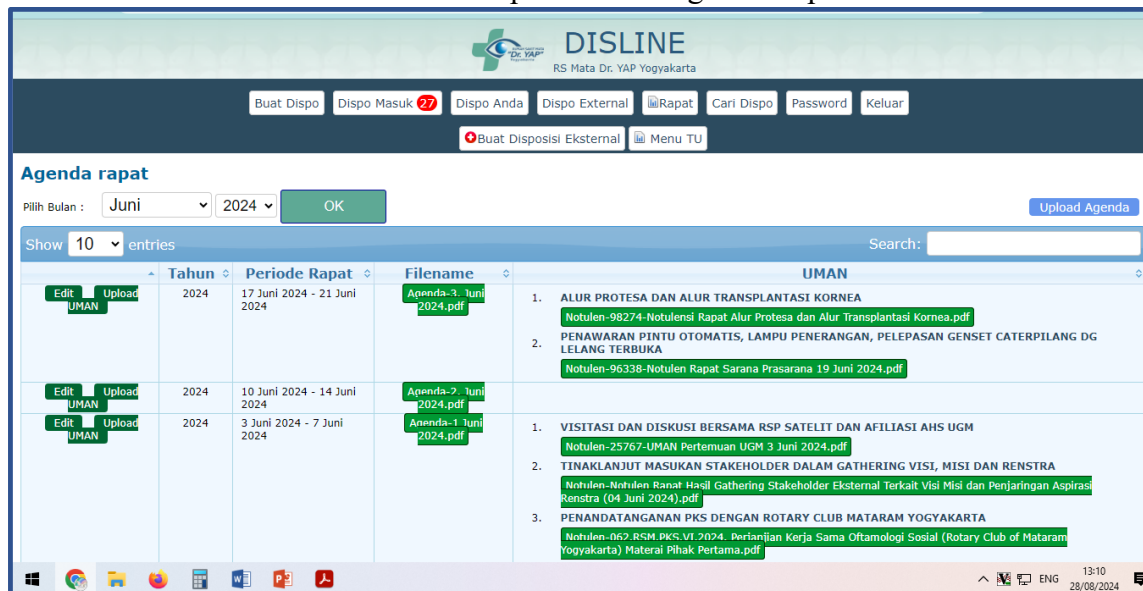 "Dr. YAP"
DISLINE
RS Mata Dr. YAP Yogyakarta
Buat Dispo Dispo Masuk 27 Dispo Anda Dispo External Rapat Cari Dispo Password Keluar
Buat Disposisi Eksternal Menu TU
Agenda rapat
Pilih Bulan : Juni 2024 OK Upload Agenda
Show 10 entries Search:
Tahun Periode Rapat Filename UMAN
Edit Upload UMAN 2024 17 Juni 2024 - 21 Juni 2024 Agenda-3. Juni 2024.pdf
1. ALUR PROTESA DAN ALUR TRANSPLANTASI KORNEA
Notulen-98274-Notulensi Rapat Alur Protesa dan Alur Transplantasi Kornea.pdf
2. PENAWARAN PINTU OTOMATIS, LAMPU PENERANGAN, PELEPASAN GENSET CATERPILANG DG
LELANG TERBUKA
Notulen-96338-Notulen Rapat Sarana Prasarana 19 Juni 2024.pdf
Edit Upload UMAN 2024 10 Juni 2024 - 14 Juni 2024 Agenda-2. Juni 2024.pdf
Edit Upload UMAN 2024 3 Juni 2024 - 7 Juni 2024 Agenda-1 Juni 2024.pdf
1. VISITASI DAN DISKUSI BERSAMA RSP SATELIT DAN AFILIASI AHS UGM
Notulen-25767-UMAN Pertemuan UGM 3 Juni 2024.pdf
2. TINAKLANJUT MASUKAN STAKEHOLDER DALAM GATHERING VISI, MISI DAN RENSTRA
Notulen-Notulen Rapat Hasil Gathering Stakeholder Eksternal Terkait Visi Misi dan Penjaringan Aspirasi
Renstra (04 Juni 2024).pdf
3. PENANDATANGANAN PKS DENGAN ROTARY CLUB MATARAM YOGYAKARTA
Notulen-062.RSM.PKS.VI.2024. Perjanjian Kerja Sama Oftamologi Sosial (Rotary Club of Mataram
Yogyakarta) Materai Pihak Pertama.pdf
ENG 13:10
28/08/2024